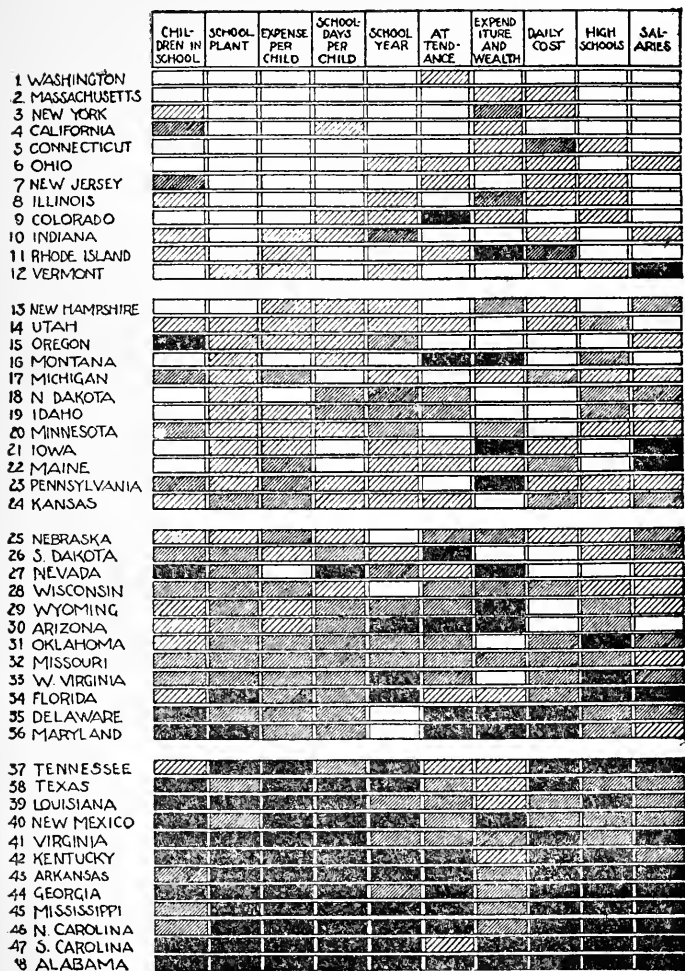 CHIL-
DREN IN
SCHOOL
SCHOOL
PLANT
EXPENSE
PER
CHILD
SCHOOL-
DAYS
PER
CHILD
SCHOOL
YEAR
AT
TEND-
ANCE
EXPEND
ITURE
AND
WEALTH
DAILY
COST
HIGH
SCHOOLS
SAL-
ARIES
1 WASHINGTON
2 MASSACHUSETTS
3 NEW YORK
4 CALIFORNIA
5 CONNECTICUT
6 OHIO
7 NEW JERSEY
8 ILLINOIS
9 COLORADO
10 INDIANA
11 RHODE ISLAND
12 VERMONT
13 NEW HAMPSHIRE
14 UTAH
15 OREGON
16 MONTANA
17 MICHIGAN
18 N DAKOTA
19 IDAHO
20 MINNESOTA
21 IOWA
22 MAINE
23 PENNSYLVANIA
24 KANSAS
25 NEBRASKA
26 S. DAKOTA
27 NEVADA
28 WISCONSIN
29 WYOMING
30 ARIZONA
31 OKLAHOMA
32 MISSOURI
33 W. VIRGINIA
34 FLORIDA
35 DELAWARE
36 MARYLAND
37 TENNESSEE
38 TEXAS
39 LOUISIANA
40 NEW MEXICO
41 VIRGINIA
42 KENTUCKY
43 ARKANSAS
44 GEORGIA
45 MISSISSIPPI
46 N. CAROLINA
47 S. CAROLINA
8 ALABAMA